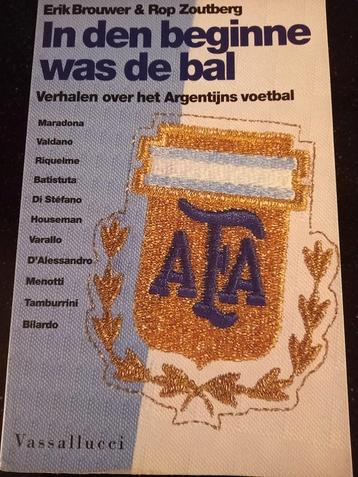 Erik Brouwer & Rop Zoutberg
In den beginne
was de bal
Verhalen over het Argentijns voetbal
Maradona
Valdano
Riquelme
Batistuta
Di Stéfano
Houseman
Varallo
D'Alessandro
Menotti
Tamburrini
Bilardo
AFA
Vassallucci